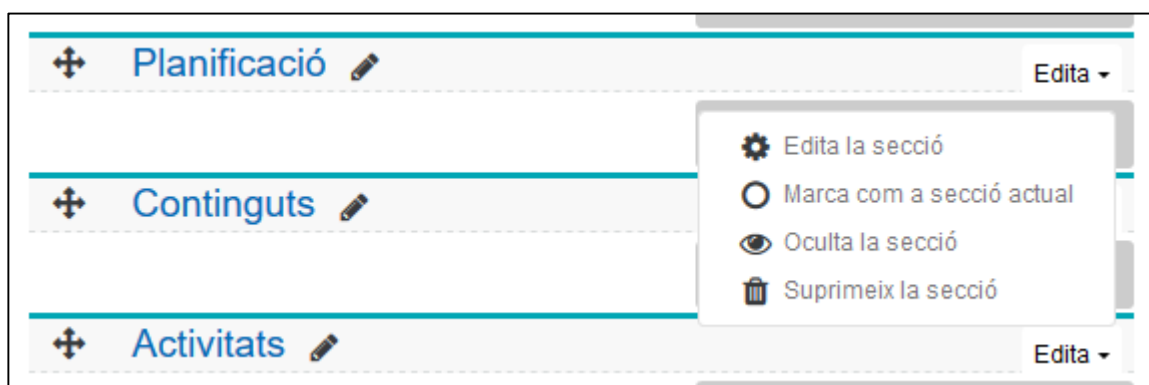 Planificació
Edita
Edita la secció
Marca com a secció actual
Continguts
Oculta la secció
Suprimeix la secció
Activitats
Edita